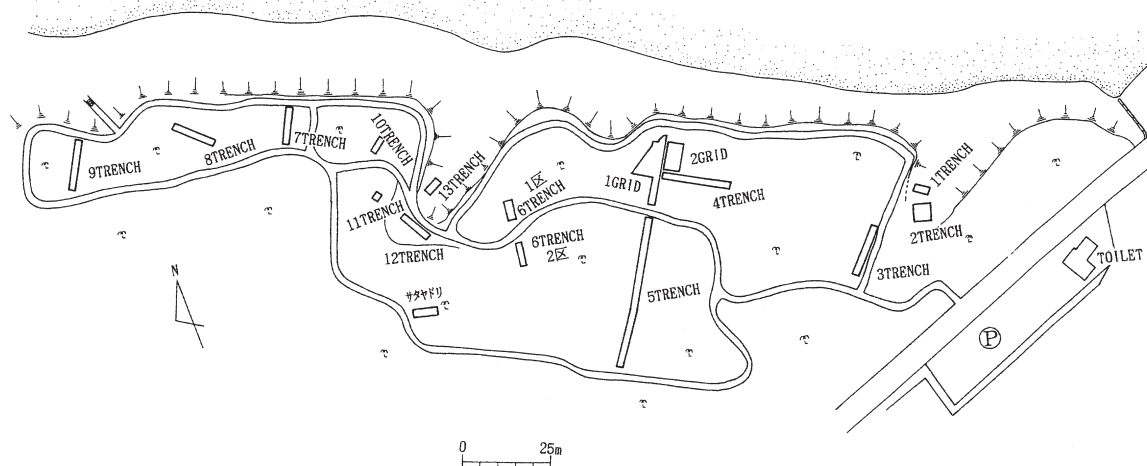 9TRENCH
8TRENCH
7TRENCH
10TRENCH
11TRENCH
12TRENCH
13TRENCH
1区
6TRENCH
6TRENCH
2区
1GRID
2GRID
4TRENCH
5TRENCH
1TRENCH
2TRENCH
3TRENCH
TOILET
P
サタヤドリ
N
0 25m